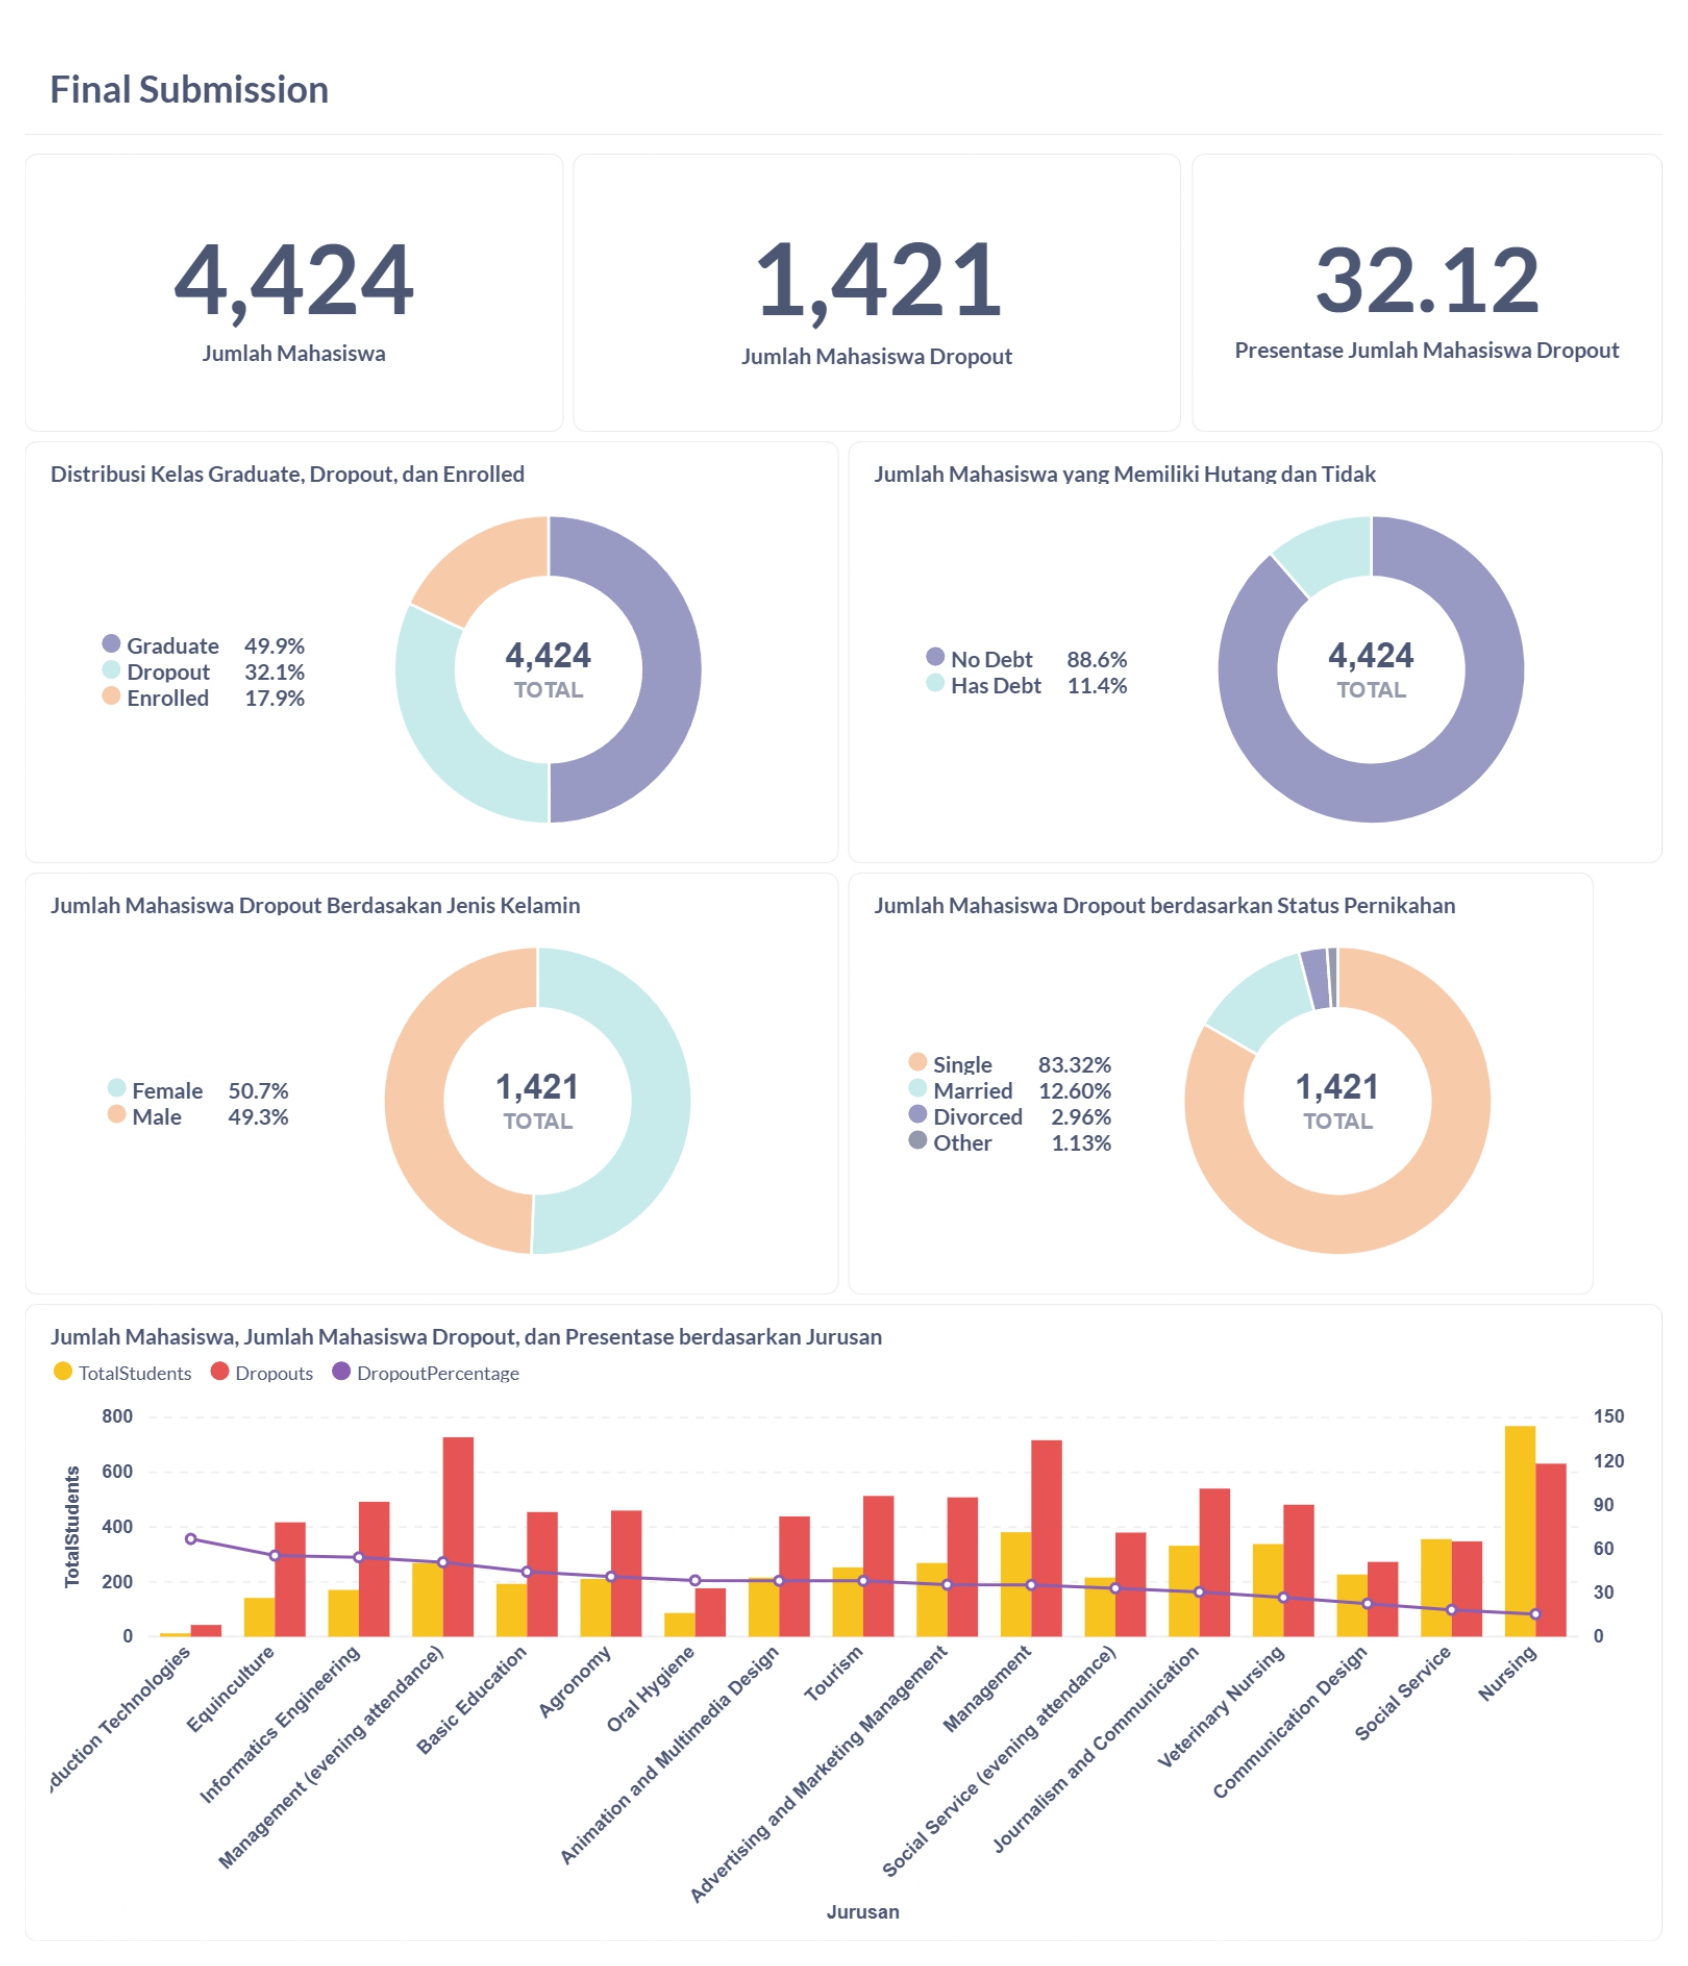 Final Submission
4,424
Jumlah Mahasiswa
1,421
Jumlah Mahasiswa Dropout
32.12
Presentase Jumlah Mahasiswa Dropout
Distribusi Kelas Graduate, Dropout, dan Enrolled
Graduate 49.9%
Dropout 32.1%
Enrolled 17.9%
4,424
TOTAL
Jumlah Mahasiswa yang Memiliki Hutang dan Tidak
No Debt 88.6%
Has Debt 11.4%
4,424
TOTAL
Jumlah Mahasiswa Dropout Berdasakan Jenis Kelamin
Female 50.7%
Male 49.3%
1,421
TOTAL
Jumlah Mahasiswa Dropout berdasarkan Status Pernikahan
Single 83.32%
Married 12.60%
Divorced 2.96%
Other 1.13%
1,421
TOTAL
Jumlah Mahasiswa, Jumlah Mahasiswa Dropout, dan Presentase berdasarkan Jurusan
TotalStudents Dropouts DropoutPercentage
TotalStudents
800
600
400
200
0
150
120
90
60
30
0
duction Technologies
Equinculture
Informatics Engineering
Management (evening attendance)
Basic Education
Agronomy
Oral Hygiene
Animation and Multimedia Design
Tourism
Advertising and Marketing Management
Management
Social Service (evening attendance)
Journalism and Communication
Veterinary Nursing
Communication Design
Social Service
Nursing
Jurusan